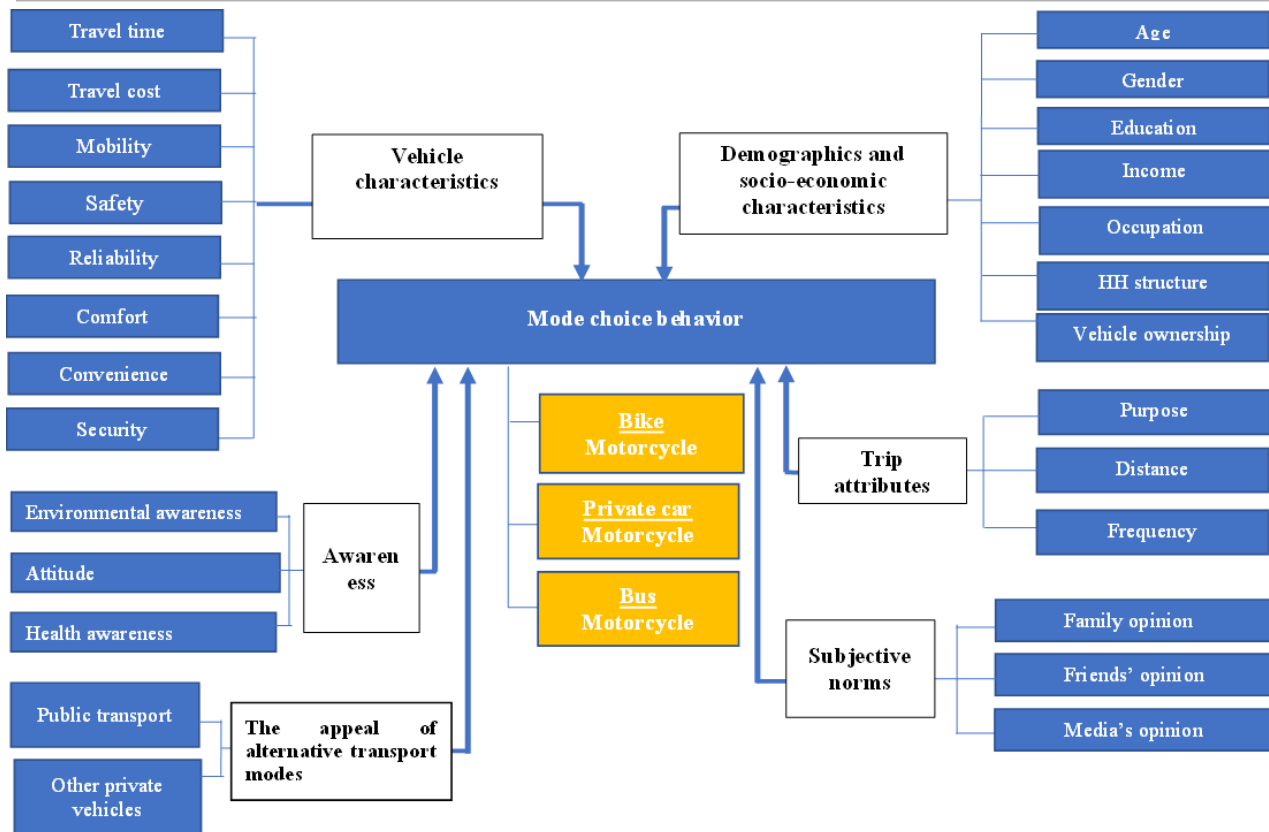 Travel time
Travel cost
Mobility
Safety
Reliability
Comfort
Convenience
Security
Vehicle
characteristics
Demographics and
socio-economic
characteristics
Age
Gender
Education
Income
Occupation
HH structure
Vehicle ownership
Mode choice behavior
Bike
Motorcycle
Private car
Motorcycle
Bus
Motorcycle
Environmental awareness
Attitude
Health awareness
Awaren
ess
Public transport
Other private
vehicles
The appeal of
alternative transport
modes
Trip
attributes
Purpose
Distance
Frequency
Subjective
norms
Family opinion
Friends’ opinion
Media’s opinion